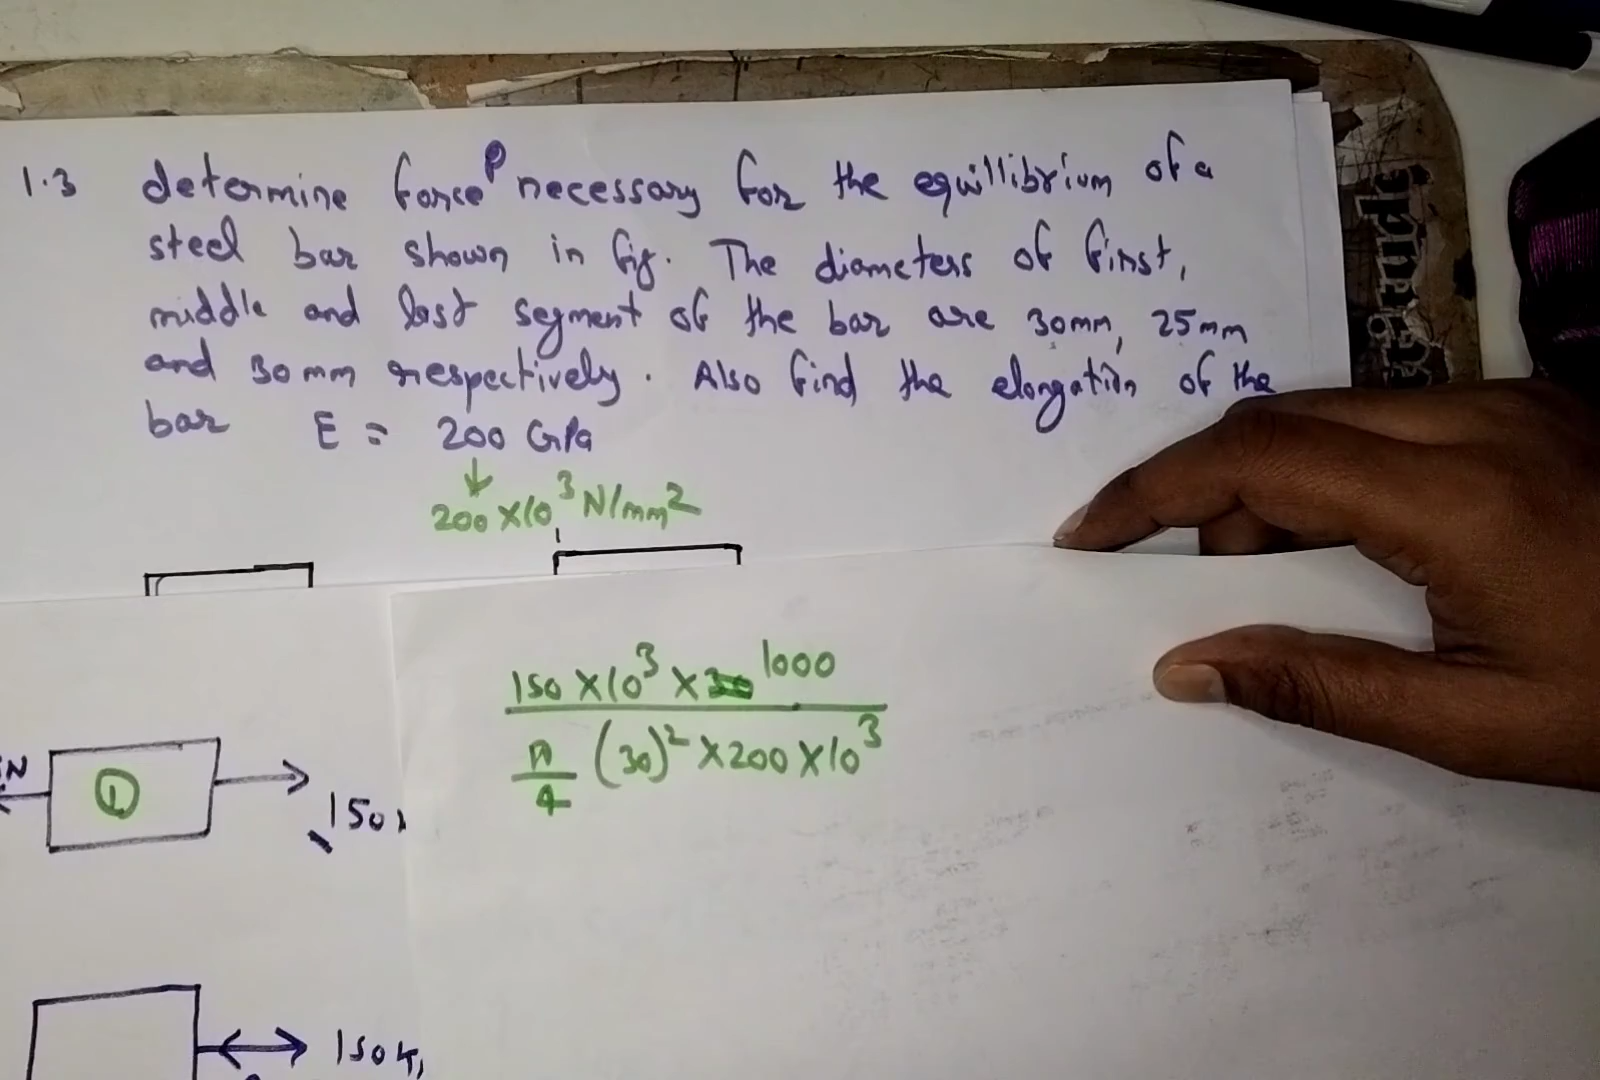 1.3 determine force P necessary for the equillibrium of a
steel bar shown in fig. The diameters of first,
middle and last segment of the bar are 30mm, 25mm
and 30mm respectively. Also find the elongation of the
bar E = 200 GPa
↓
200 × 10³ N/mm²
150 × 10³ × 1000
π/4 (30)² × 200 × 10³
N
1
150
150 k